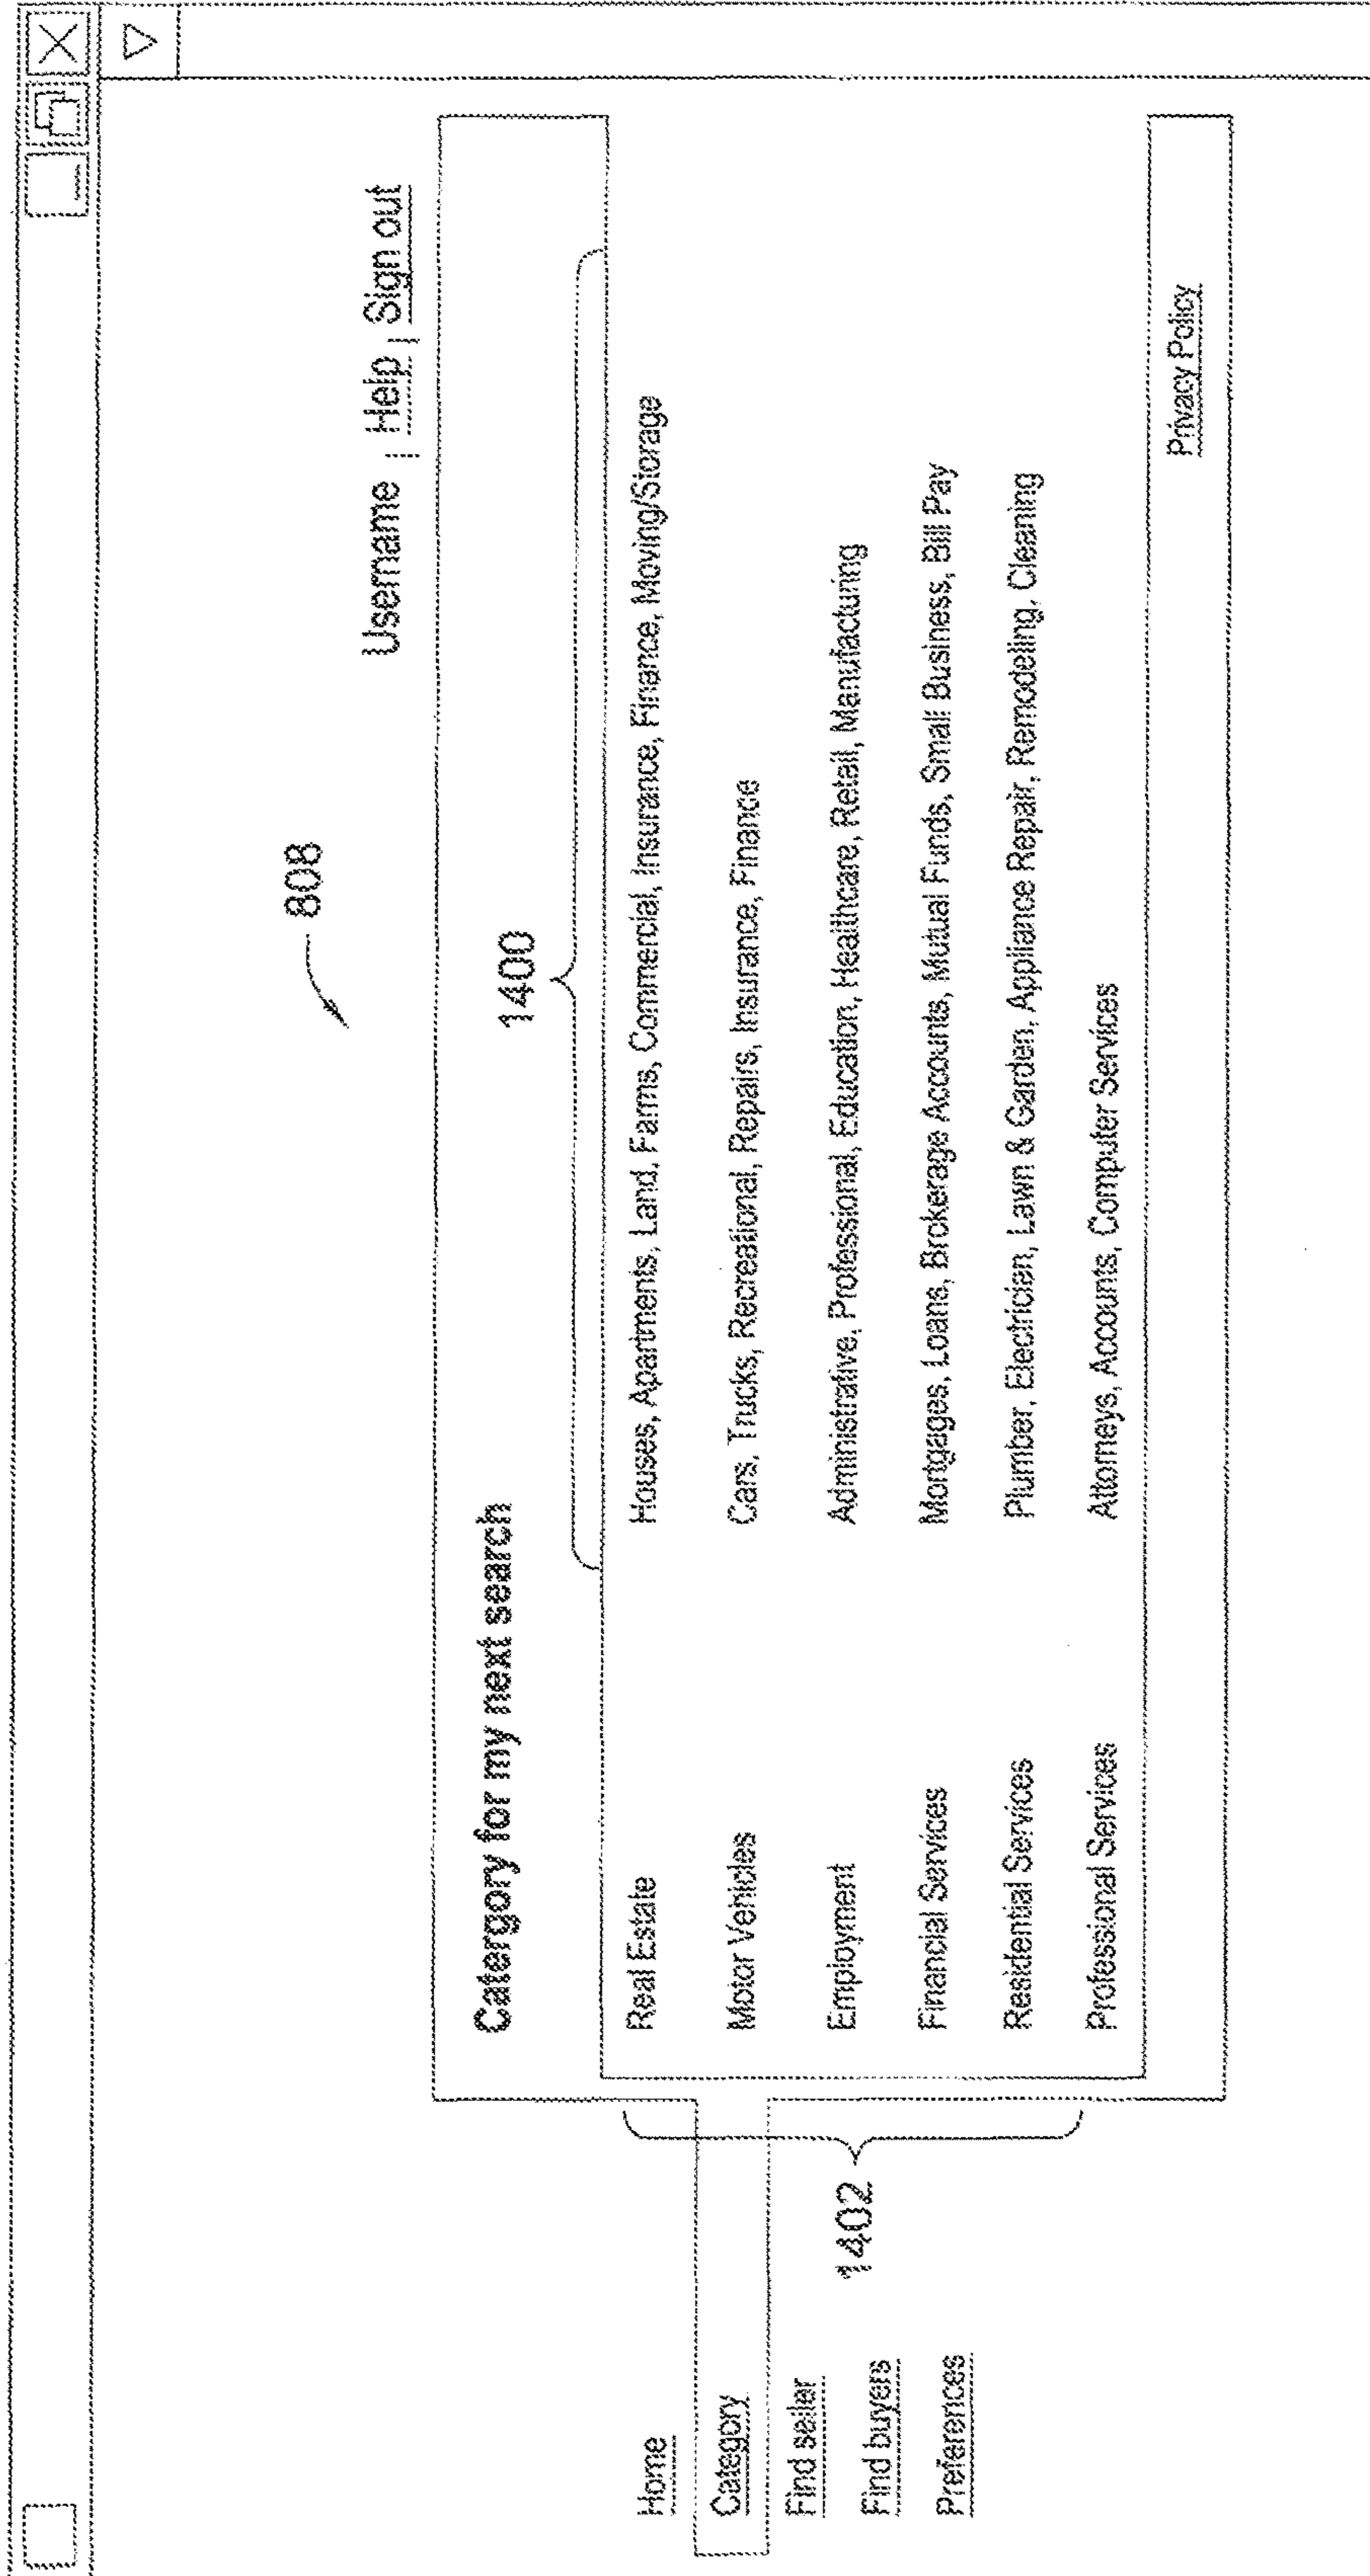 808
Username | Help | Sign out
Catergory for my next search
1400
Real Estate Houses, Apartments, Land, Farms, Commercial, Insurance, Finance, Moving/Storage
Motor Vehicles Cars, Trucks, Recreational, Repairs, Insurance, Finance
Employment Administrative, Professional, Education, Healthcare, Retail, Manufacturing
Financial Services Mortgages, Loans, Brokerage Accounts, Mutual Funds, Small Business, Bill Pay
Residential Services Plumber, Electrician, Lawn & Garden, Appliance Repair, Remodeling, Cleaning
Professional Services Attorneys, Accounts, Computer Services
Home
Category
Find seller
Find buyers
Preferences
1402
Privacy Policy